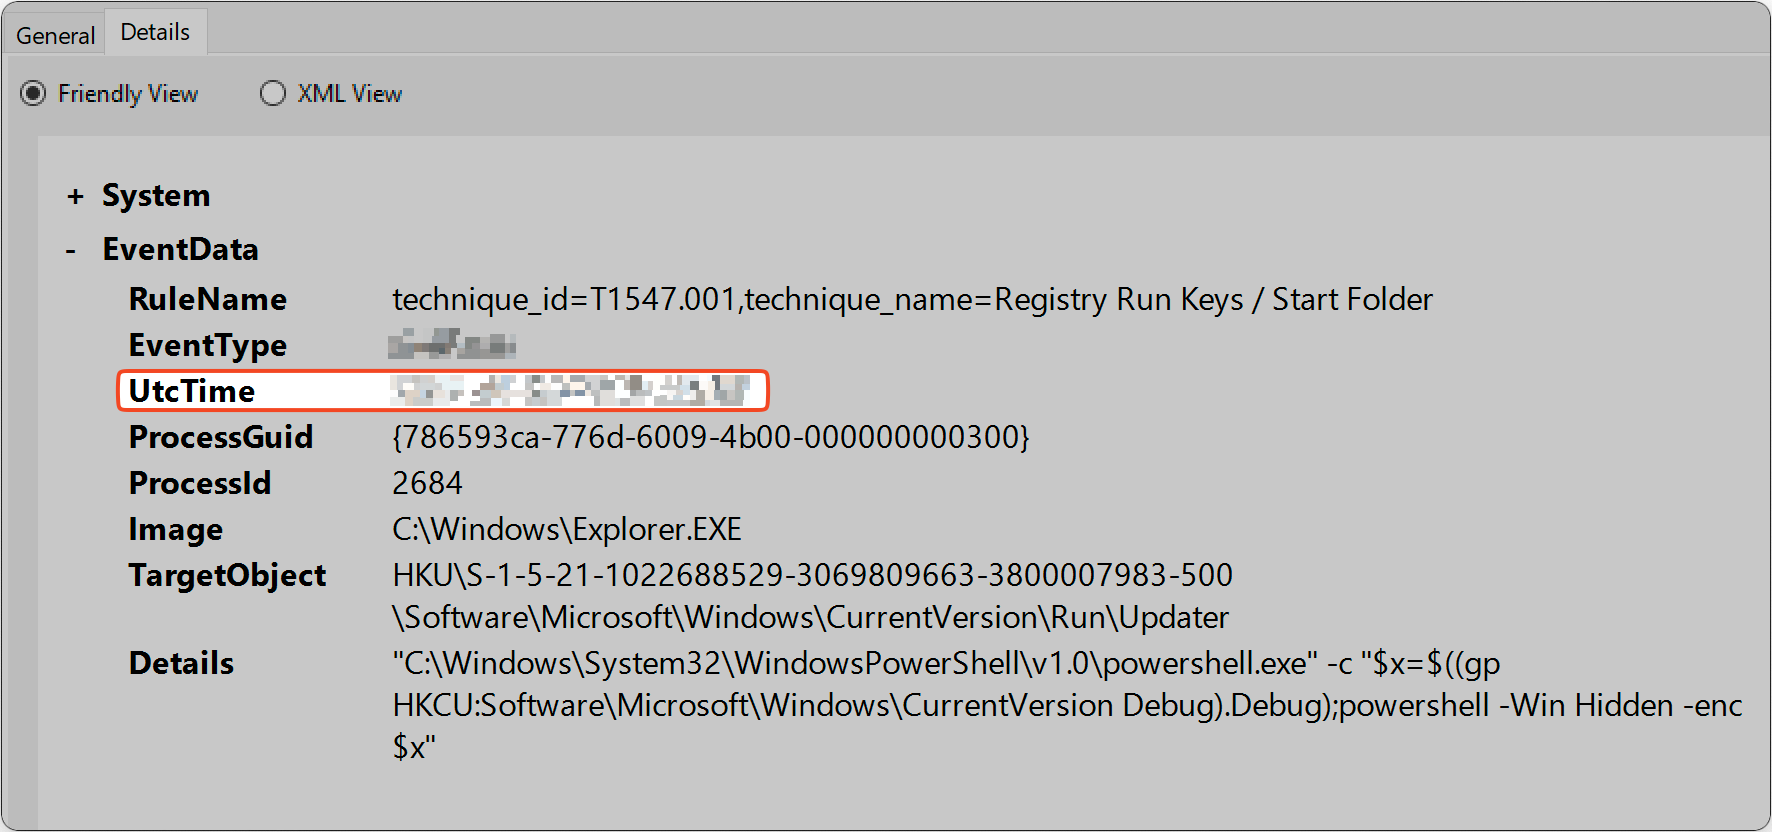 General Details
Friendly View XML View
+ System
- EventData
RuleName technique_id=T1547.001,technique_name=Registry Run Keys / Start Folder
EventType
UtcTime
ProcessGuid {786593ca-776d-6009-4b00-000000000300}
ProcessId 2684
Image C:\Windows\Explorer.EXE
TargetObject HKU\S-1-5-21-1022688529-3069809663-3800007983-500
\Software\Microsoft\Windows\CurrentVersion\Run\Updater
Details "C:\Windows\System32\WindowsPowerShell\v1.0\powershell.exe" -c "$x=$((gp
HKCU:Software\Microsoft\Windows\CurrentVersion Debug).Debug);powershell -Win Hidden -enc
$x"